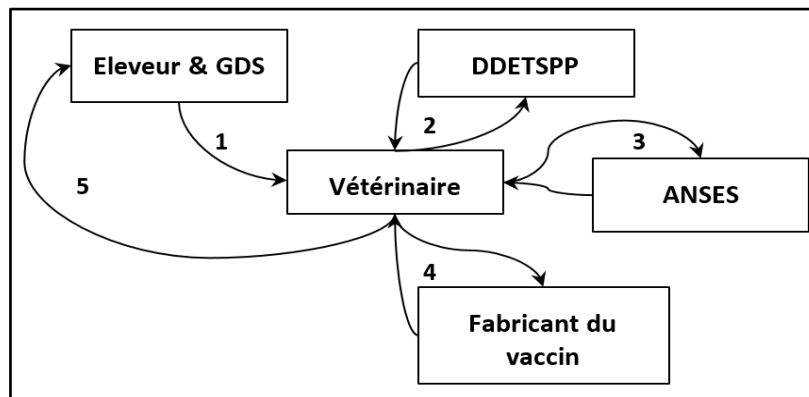 Eleveur & GDS
DDETSPP
1
2
3
Vétérinaire
5
ANSES
4
Fabricant du
vaccin